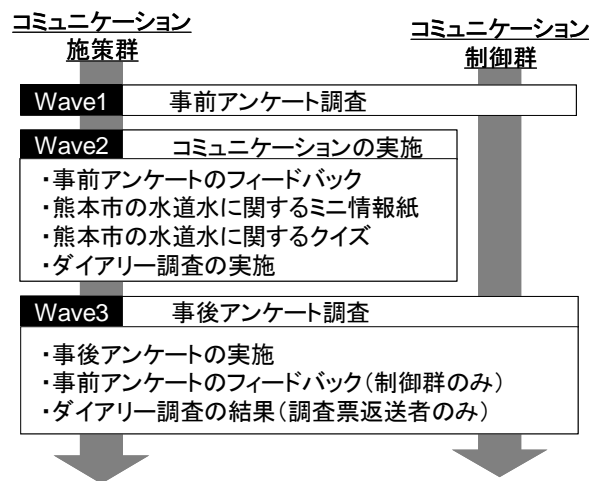 コミュニケーション
施策群
コミュニケーション
制御群
Wave1 事前アンケート調査
Wave2 コミュニケーションの実施
・事前アンケートのフィードバック
・熊本市の水道水に関するミニ情報紙
・熊本市の水道水に関するクイズ
・ダイアリー調査の実施
Wave3 事後アンケート調査
・事後アンケートの実施
・事前アンケートのフィードバック(制御群のみ)
・ダイアリー調査の結果(調査票返送者のみ)